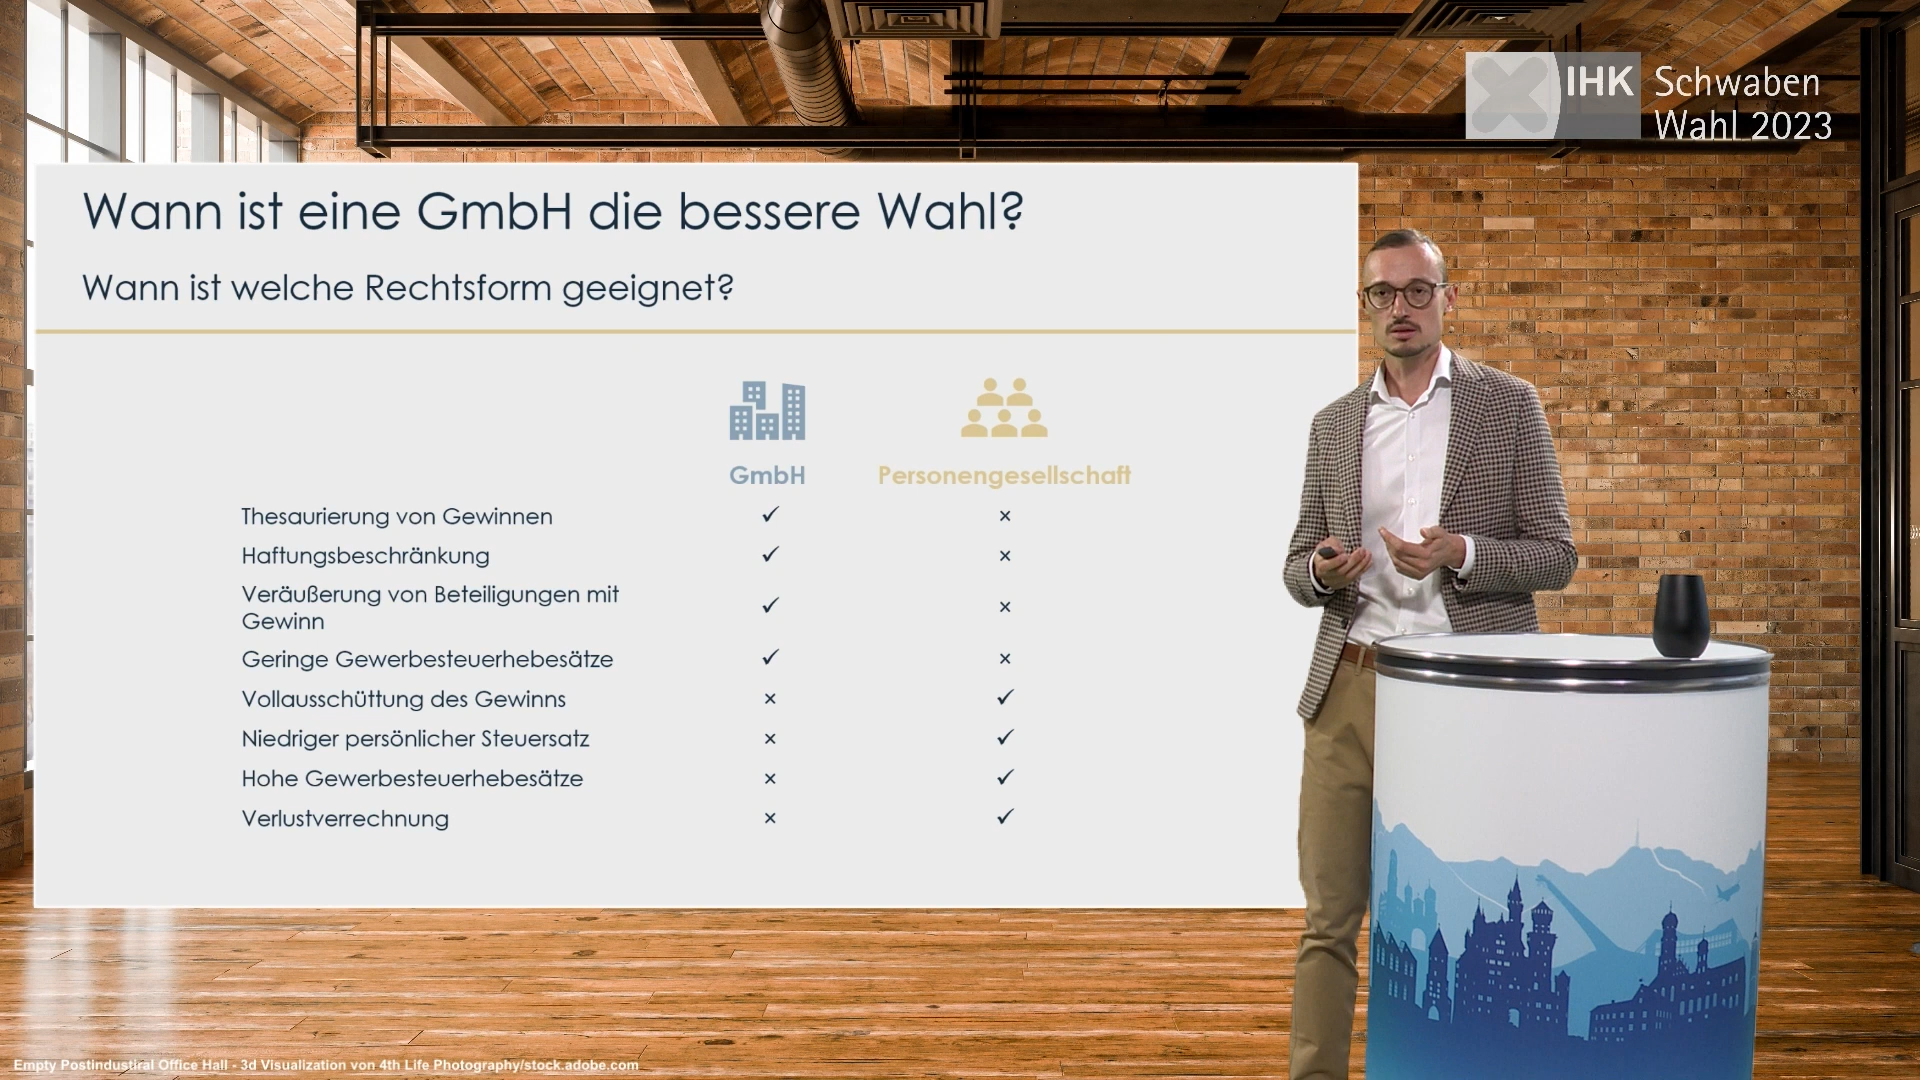 IHK Schwaben
Wahl 2023
Wann ist eine GmbH die bessere Wahl?
Wann ist welche Rechtsform geeignet?
GmbH Personengesellschaft
Thesaurierung von Gewinnen ✓ ×
Haftungsbeschränkung ✓ ×
Veräußerung von Beteiligungen mit
Gewinn ✓ ×
Geringe Gewerbesteuerhebesätze ✓ ×
Vollausschüttung des Gewinns × ✓
Niedriger persönlicher Steuersatz × ✓
Hohe Gewerbesteuerhebesätze × ✓
Verlustverrechnung × ✓
Empty Postindustiral Office Hall - 3d Visualization von 4th Life Photography/stock.adobe.com